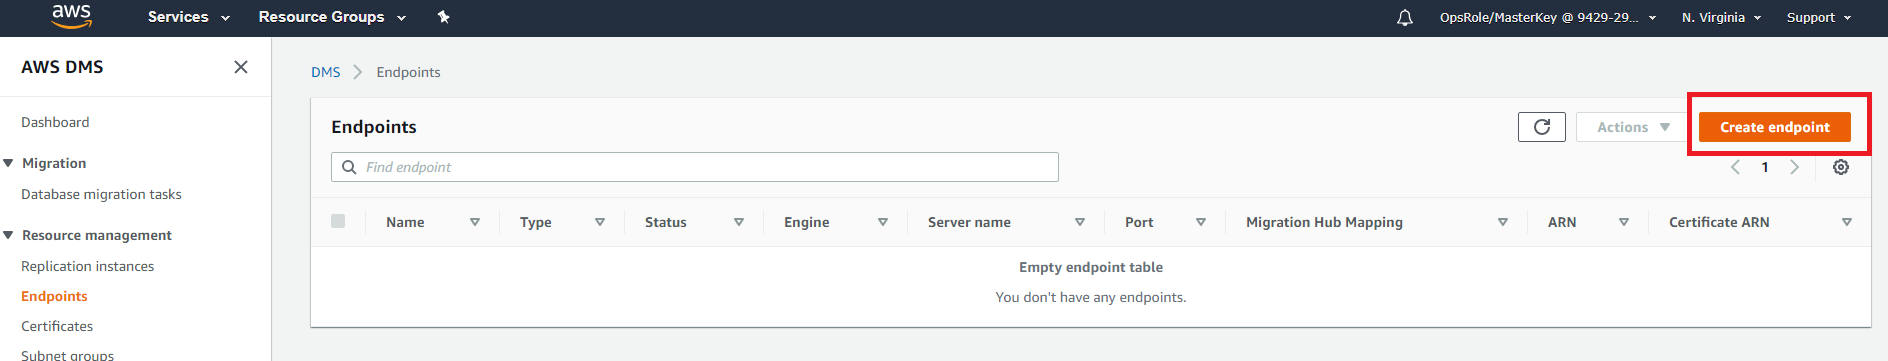 aws Services Resource Groups OpsRole/MasterKey @ 9429-29... N. Virginia Support
AWS DMS
Dashboard
Migration
Database migration tasks
Resource management
Replication instances
Endpoints
Certificates
Subnet groups
DMS Endpoints
Endpoints Actions Create endpoint
Find endpoint 1
Name Type Status Engine Server name Port Migration Hub Mapping ARN Certificate ARN
Empty endpoint table
You don't have any endpoints.